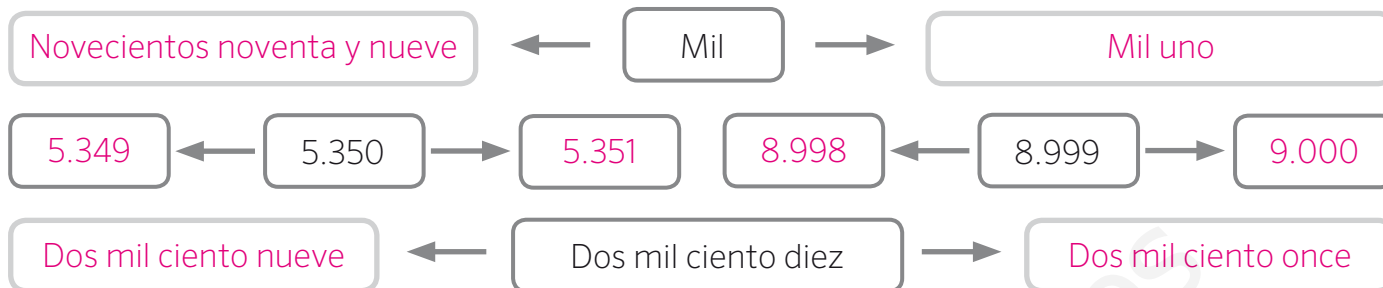 Novecientos noventa y nueve Mil Mil uno
5.349 5.350 5.351 8.998 8.999 9.000
Dos mil ciento nueve Dos mil ciento diez Dos mil ciento once